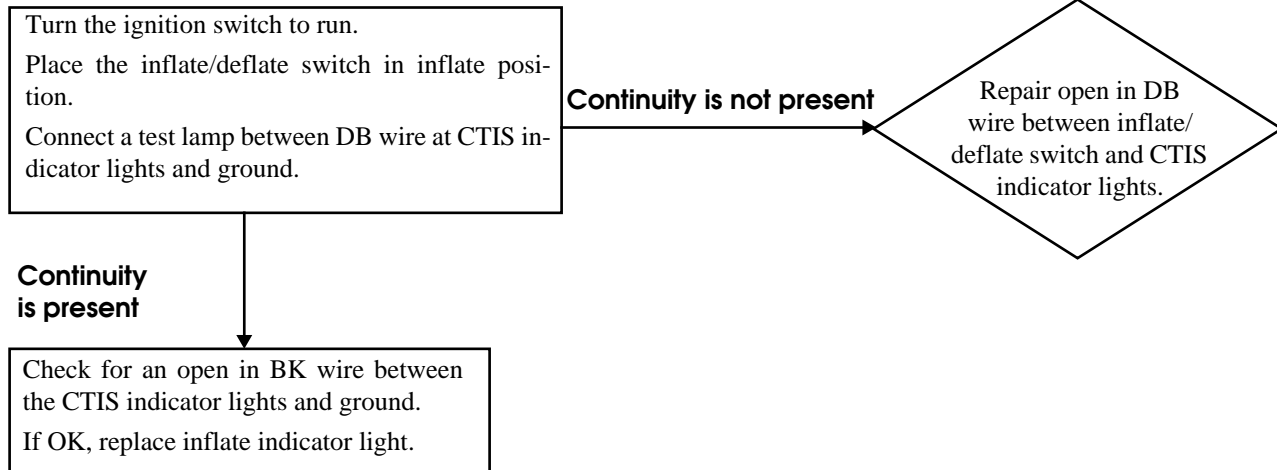 Turn the ignition switch to run.
Place the inflate/deflate switch in inflate posi-
tion.
Connect a test lamp between DB wire at CTIS in-
dicator lights and ground.
Continuity is not present
Repair open in DB
wire between inflate/
deflate switch and CTIS
indicator lights.
Continuity
is present
Check for an open in BK wire between
the CTIS indicator lights and ground.
If OK, replace inflate indicator light.